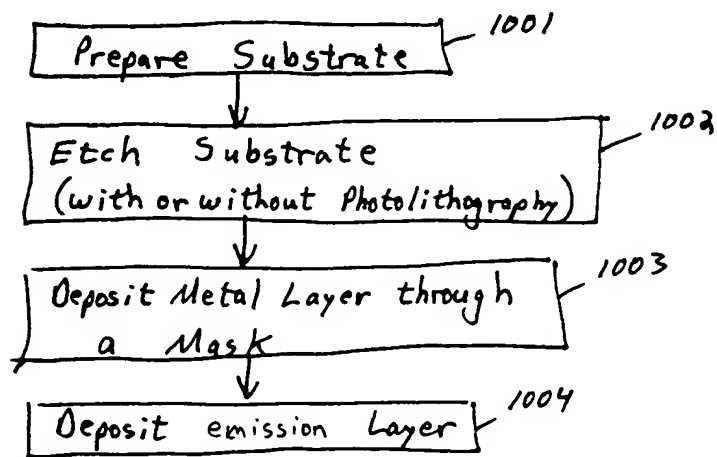 1001
Prepare Substrate
1002
Etch Substrate
(with or without Photolithography)
1003
Deposit Metal Layer through
a Mask
1004
Deposit emission Layer